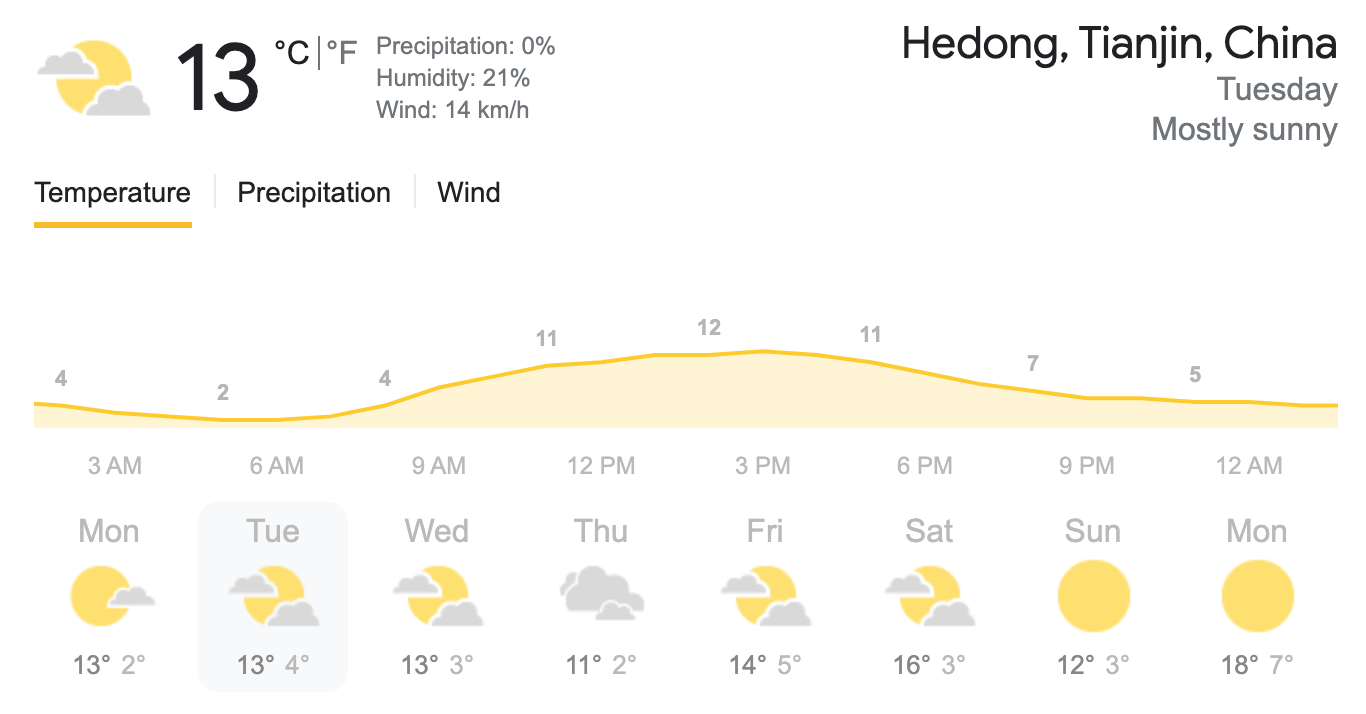 13 °C | °F
Precipitation: 0%
Humidity: 21%
Wind: 14 km/h
Hedong, Tianjin, China
Tuesday
Mostly sunny
Temperature | Precipitation | Wind
4 2 4 11 12 11 7 5
3 AM 6 AM 9 AM 12 PM 3 PM 6 PM 9 PM 12 AM
Mon Tue Wed Thu Fri Sat Sun Mon
13° 2° 13° 4° 13° 3° 11° 2° 14° 5° 16° 3° 12° 3° 18° 7°